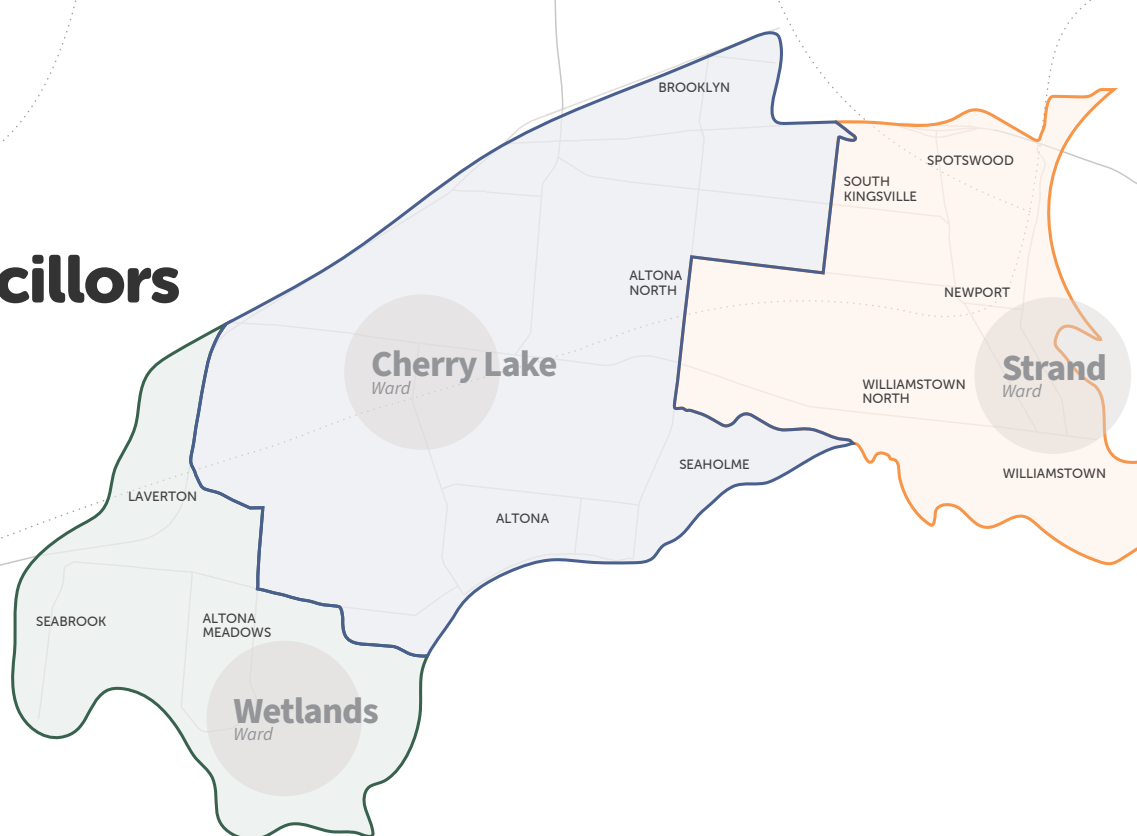 BROOKLYN
SPOTSWOOD
SOUTH
KINGSVILLE
cillors
ALTONA
NORTH
NEWPORT
Cherry Lake
Ward
Strand
Ward
WILLIAMSTOWN
NORTH
SEAHOLME
WILLIAMSTOWN
LAVERTON
ALTONA
SEABROOK
ALTONA
MEADOWS
Wetlands
Ward